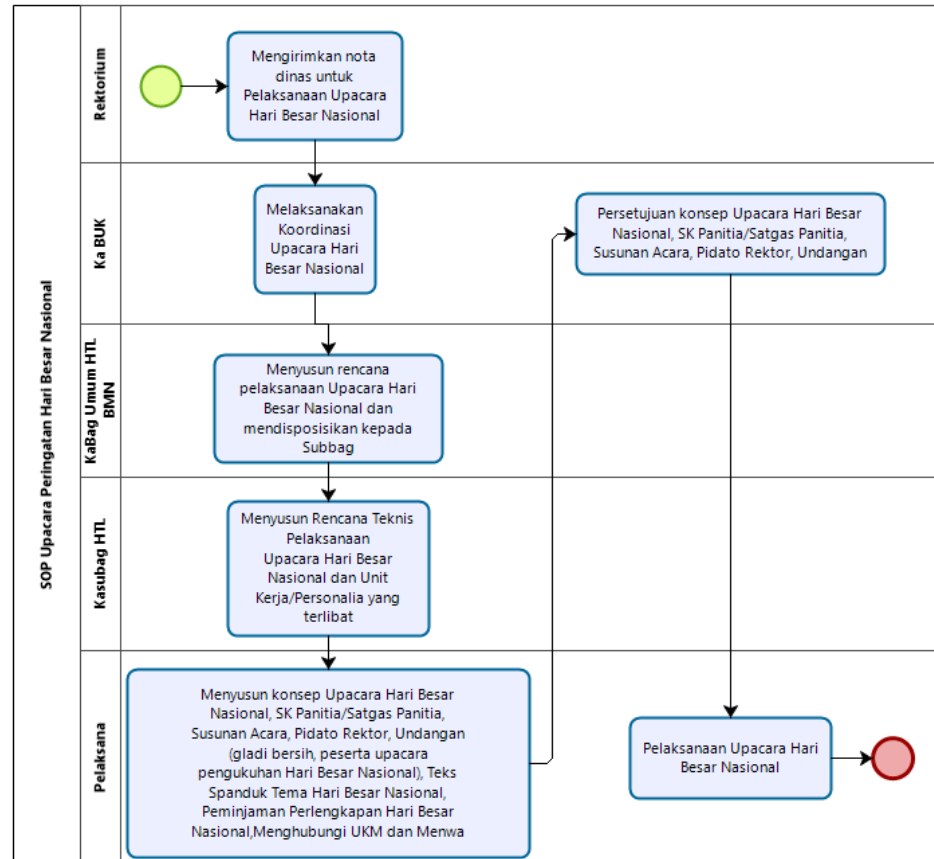 SOP Upacara Peringatan Hari Besar Nasional
Rektorium
Mengirimkan nota
dinas untuk
Pelaksanaan Upacara
Hari Besar Nasional
Ka BUK
Melaksanakan
Koordinasi
Upacara Hari
Besar Nasional
Persetujuan konsep Upacara Hari Besar
Nasional, SK Panitia/Satgas Panitia,
Susunan Acara, Pidato Rektor, Undangan
KaBag Umum HTL
BMN
Menyusun rencana
pelaksanaan Upacara Hari
Besar Nasional dan
mendisposisikan kepada
Subbag
Kasubag HTL
Menyusun Rencana Teknis
Pelaksanaan
Upacara Hari Besar
Nasional dan Unit
Kerja/Personalia yang
terlibat
Pelaksana
Menyusun konsep Upacara Hari Besar
Nasional, SK Panitia/Satgas Panitia,
Susunan Acara, Pidato Rektor, Undangan
(gladi bersih, peserta upacara
pengukuhan Hari Besar Nasional), Teks
Spanduk Tema Hari Besar Nasional,
Peminjaman Perlengkapan Hari Besar
Nasional,Menghubungi UKM dan Menwa
Pelaksanaan Upacara Hari
Besar Nasional